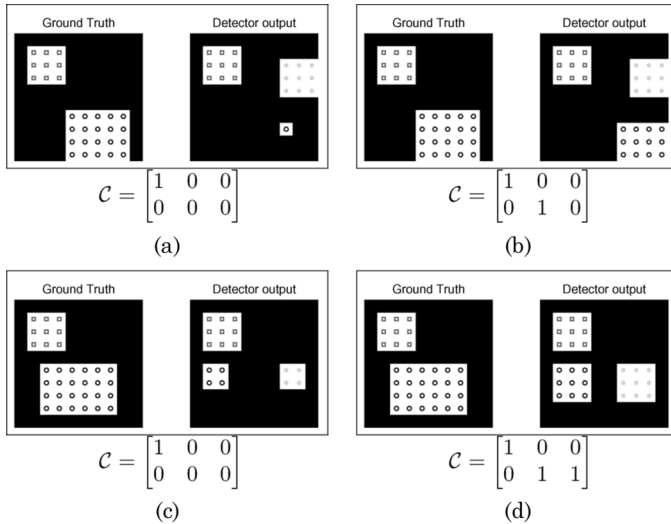 Ground Truth Detector output
Ground Truth Detector output
C = [1 0 0
0 0 0]
C = [1 0 0
0 1 0]
(a)
(b)
Ground Truth Detector output
Ground Truth Detector output
C = [1 0 0
0 0 0]
C = [1 0 0
0 1 1]
(c)
(d)